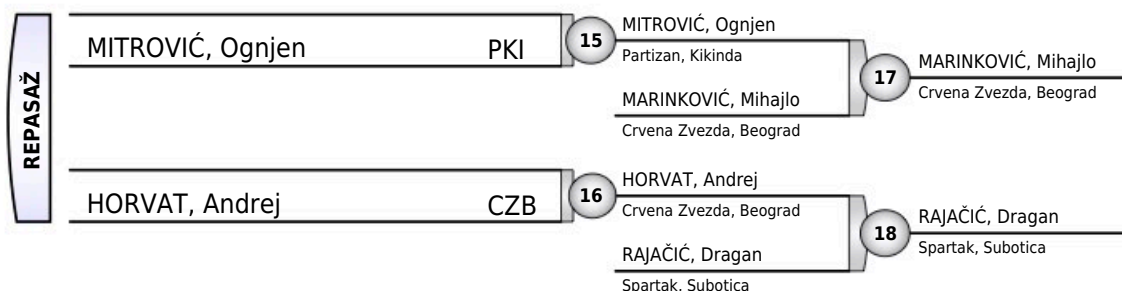 REPASAŽ
MITROVIĆ, Ognjen PKI
15
MITROVIĆ, Ognjen
Partizan, Kikinda
MARINKOVIĆ, Mihajlo
Crvena Zvezda, Beograd
17
MARINKOVIĆ, Mihajlo
Crvena Zvezda, Beograd
HORVAT, Andrej CZB
16
HORVAT, Andrej
Crvena Zvezda, Beograd
RAJAČIĆ, Dragan
Spartak, Subotica
18
RAJAČIĆ, Dragan
Spartak, Subotica